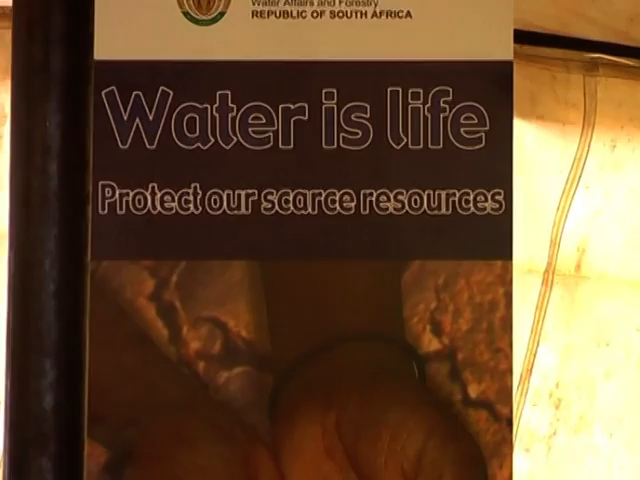 Water Affairs and Forestry
REPUBLIC OF SOUTH AFRICA
Water is life
Protect our scarce resources